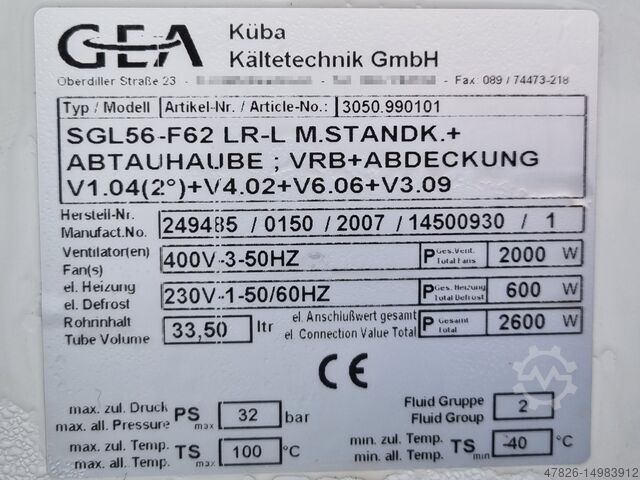 GEA Küba
Kältetechnik GmbH
Oberdiller Straße 23 - - - Fax: 089 / 74473-218
Typ / Modell Artikel-Nr. / Article-No.: 3050.990101
SGL56-F62 LR-L M.STANDK.+
ABTAUHAUBE ; VRB+ABDECKUNG
V1.04(2°)+V4.02+V6.06+V3.09
Herstell-Nr.
Manufact.No. 249485 / 0150 / 2007 / 14500930 / 1
Ventilator(en)
Fan(s) 400V-3-50HZ P Ges.Vent. Total Fans 2000 W
el. Heizung
el. Defrost 230V-1-50/60HZ P Ges. Heizung Total Defrost 600 W
Rohrinhalt
Tube Volume 33,50 ltr
el. Anschlußwert gesamt
el. Connection Value Total P Gesamt Total 2600 W
CE
max. zul. Druck
max. all. Pressure PS max 32 bar
Fluid Gruppe
Fluid Group 2
max. zul. Temp.
max. all. Temp. TS max 100 °C
min. zul. Temp.
min. all. Temp. TS min -40 °C
47826-14983912